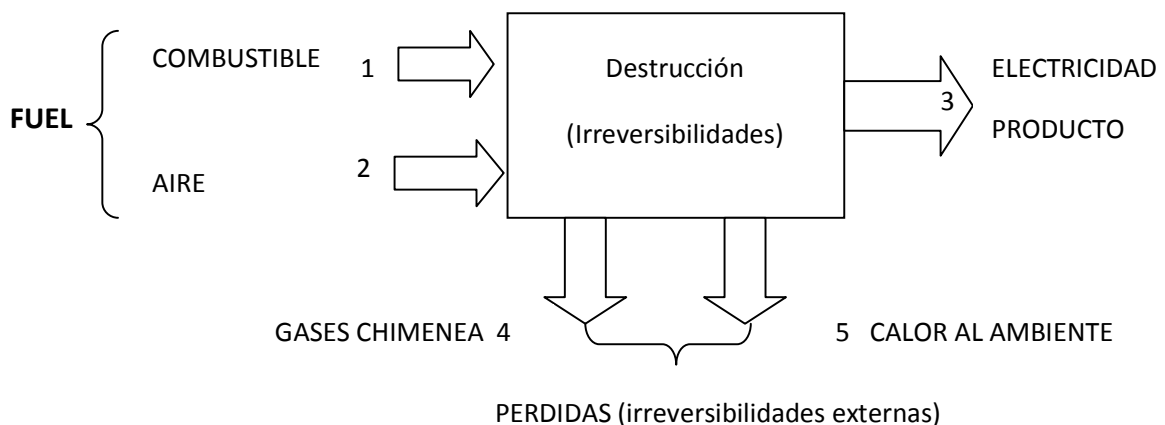 COMBUSTIBLE 1
FUEL
AIRE 2
Destrucción
(Irreversibilidades)
3
ELECTRICIDAD
PRODUCTO
GASES CHIMENEA 4
5 CALOR AL AMBIENTE
PERDIDAS (irreversibilidades externas)